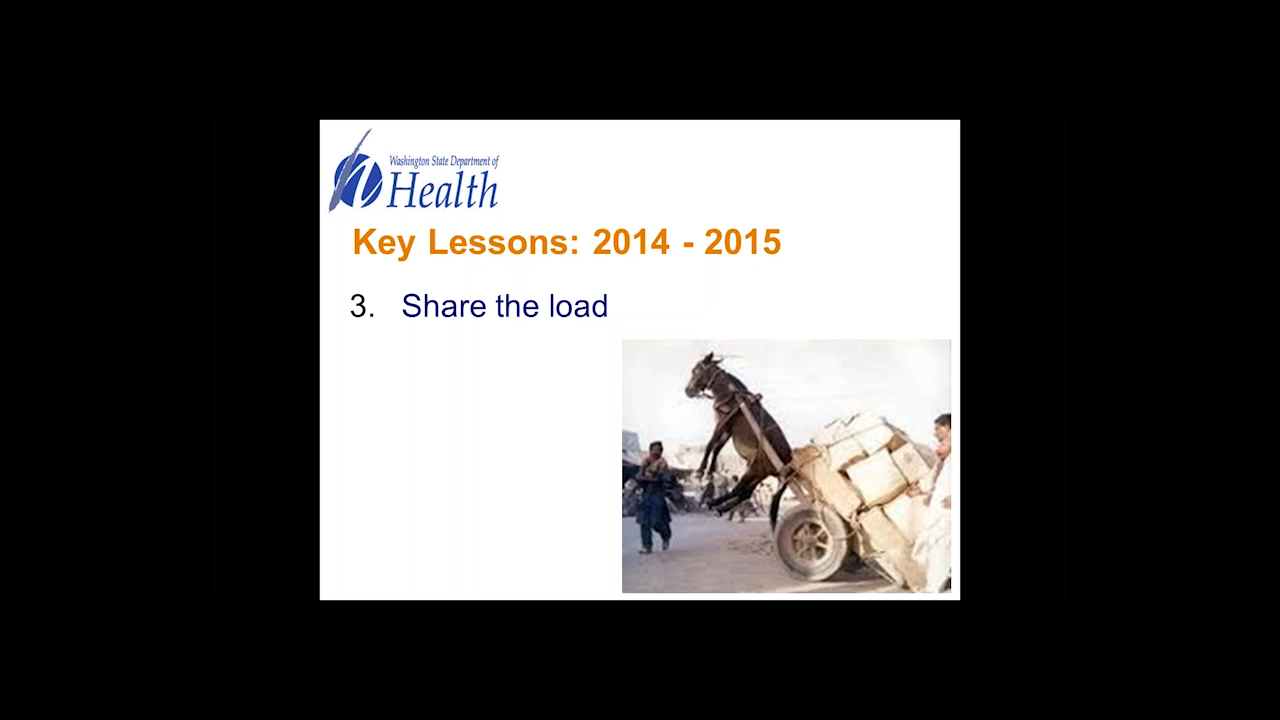 Washington State Department of
Health
Key Lessons: 2014 - 2015
3. Share the load